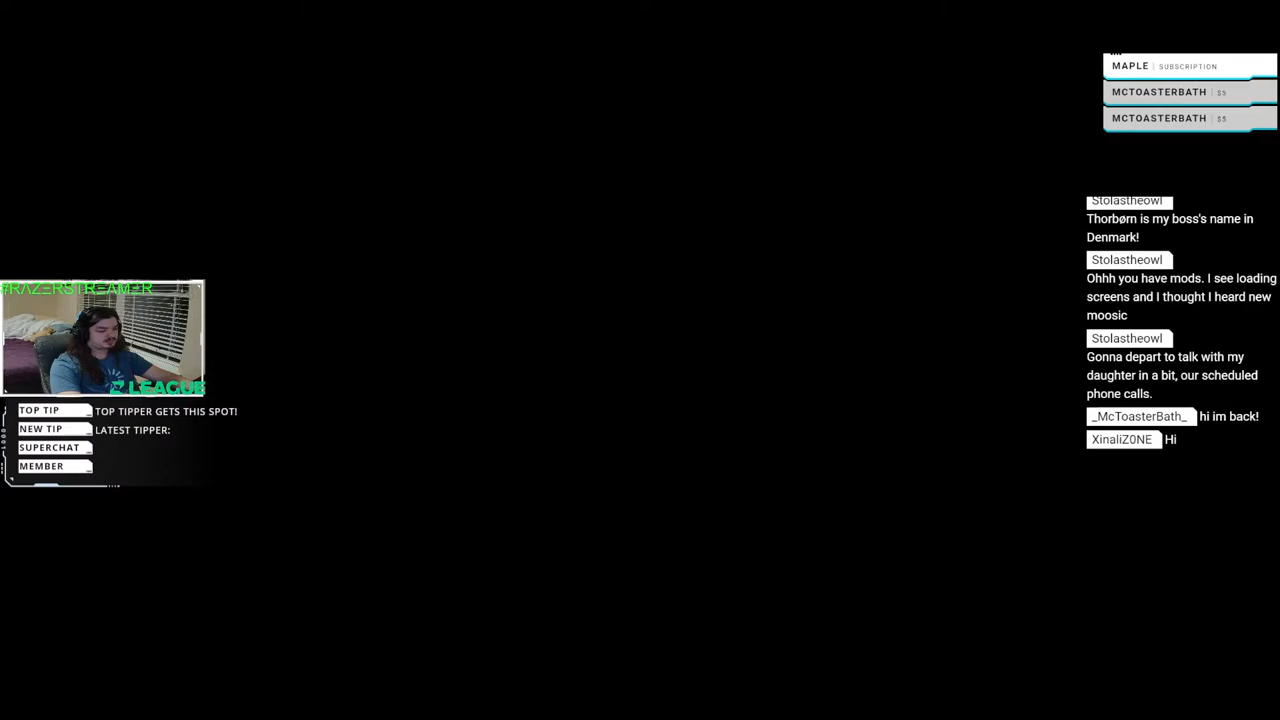 MAPLE | SUBSCRIPTION
MCTOASTERBATH | $5
MCTOASTERBATH | $5
Stolastheowl
Thorbørn is my boss's name in
Denmark!
Stolastheowl
Ohhh you have mods. I see loading
screens and I thought I heard new
moosic
Stolastheowl
Gonna depart to talk with my
daughter in a bit, our scheduled
phone calls.
_McToasterBath_ hi im back!
XinaliZ0NE Hi
#RAZERSTREAMER
LEAGUE
TOP TIP TOP TIPPER GETS THIS SPOT!
NEW TIP LATEST TIPPER:
SUPERCHAT
MEMBER